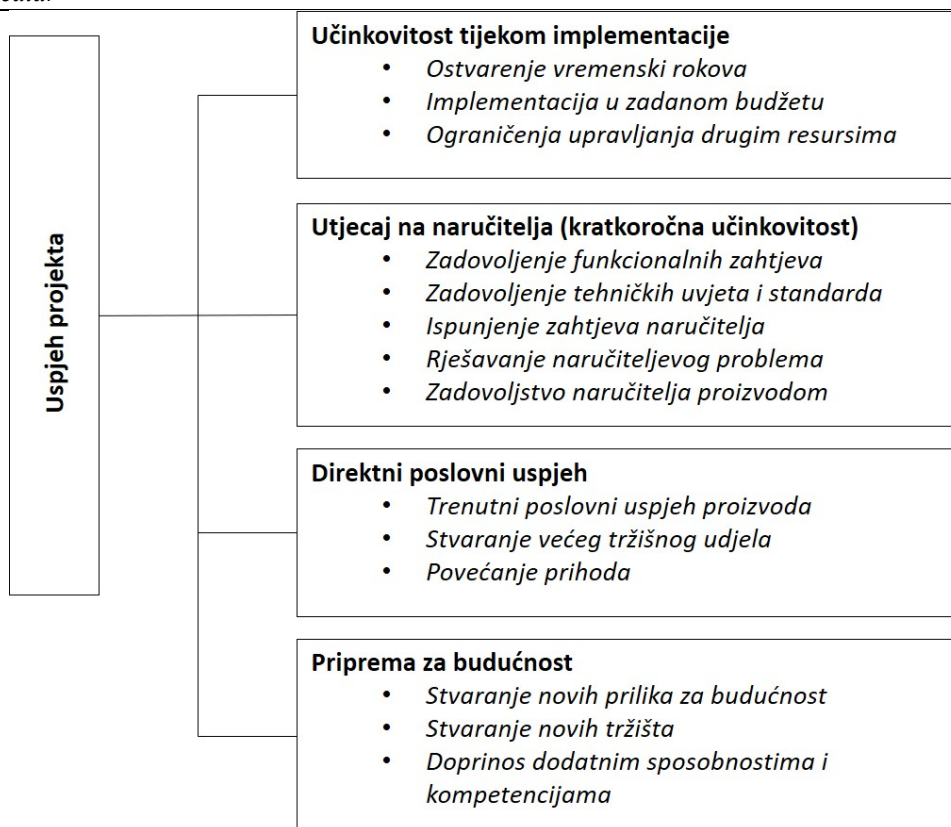 Uspjeh projekta
Učinkovitost tijekom implementacije
• Ostvarenje vremenski rokova
• Implementacija u zadanom budžetu
• Ograničenja upravljanja drugim resursima
Utjecaj na naručitelja (kratkoročna učinkovitost)
• Zadovoljenje funkcionalnih zahtjeva
• Zadovoljenje tehničkih uvjeta i standarda
• Ispunjenje zahtjeva naručitelja
• Rješavanje naručiteljevog problema
• Zadovoljstvo naručitelja proizvodom
Direktni poslovni uspjeh
• Trenutni poslovni uspjeh proizvoda
• Stvaranje većeg tržišnog udjela
• Povećanje prihoda
Priprema za budućnost
• Stvaranje novih prilika za budućnost
• Stvaranje novih tržišta
• Doprinos dodatnim sposobnostima i
kompetencijama